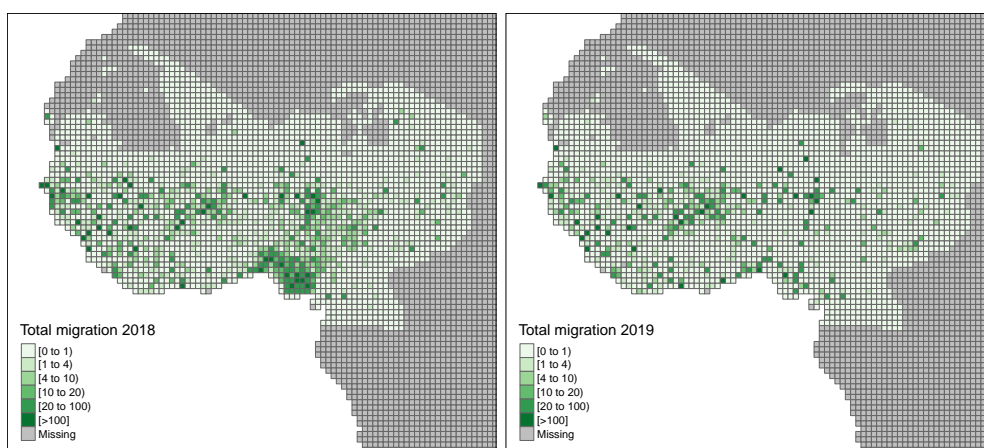 Total migration 2018
[0 to 1)
[1 to 4)
[4 to 10)
[10 to 20)
[20 to 100)
[>100]
Missing
Total migration 2019
[0 to 1)
[1 to 4)
[4 to 10)
[10 to 20)
[20 to 100)
[>100]
Missing